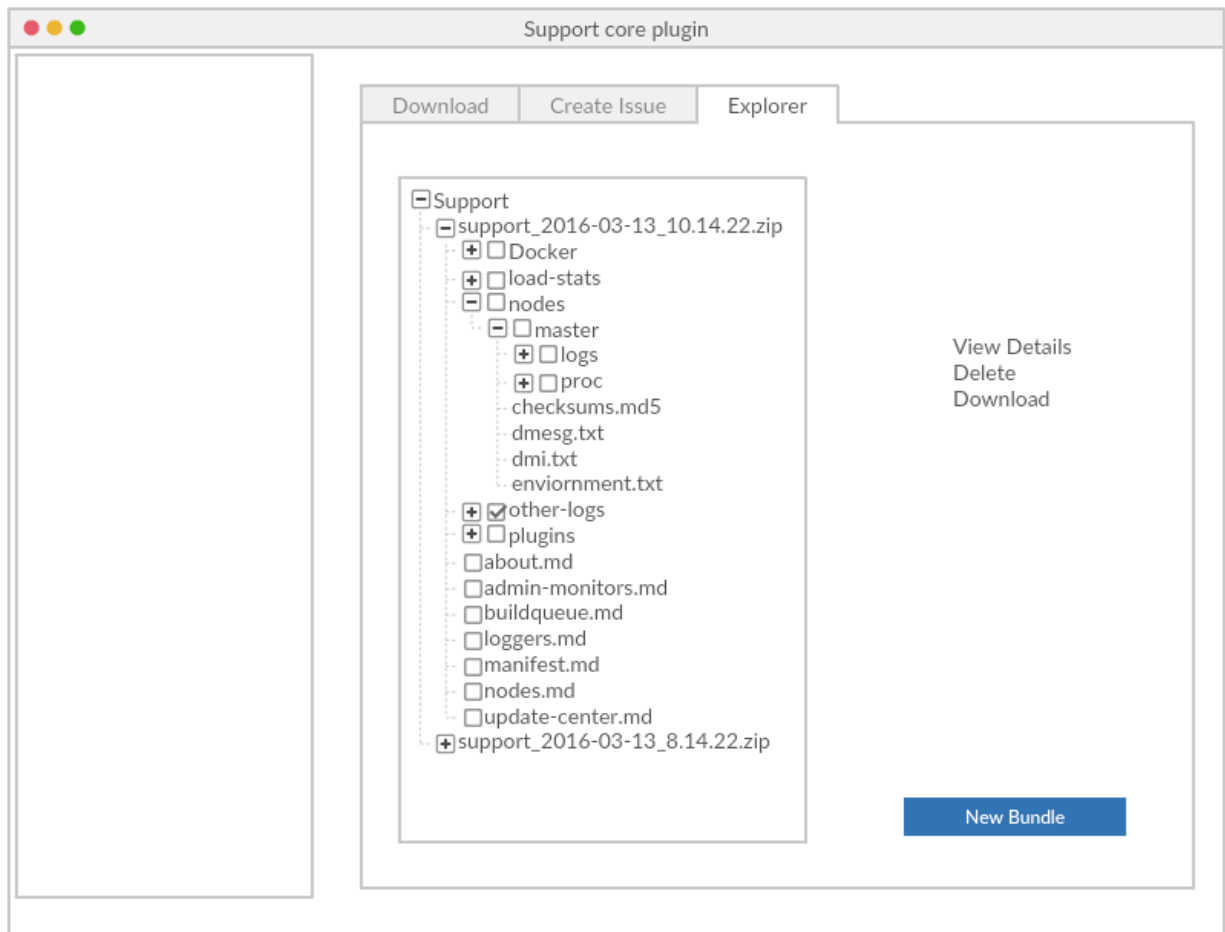 Support core plugin
Download
Create Issue
Explorer
Support
support_2016-03-13_10.14.22.zip
Docker
load-stats
nodes
master
logs
proc
checksums.md5
dmesg.txt
dmi.txt
enviornment.txt
other-logs
plugins
about.md
admin-monitors.md
buildqueue.md
loggers.md
manifest.md
nodes.md
update-center.md
support_2016-03-13_8.14.22.zip
View Details
Delete
Download
New Bundle